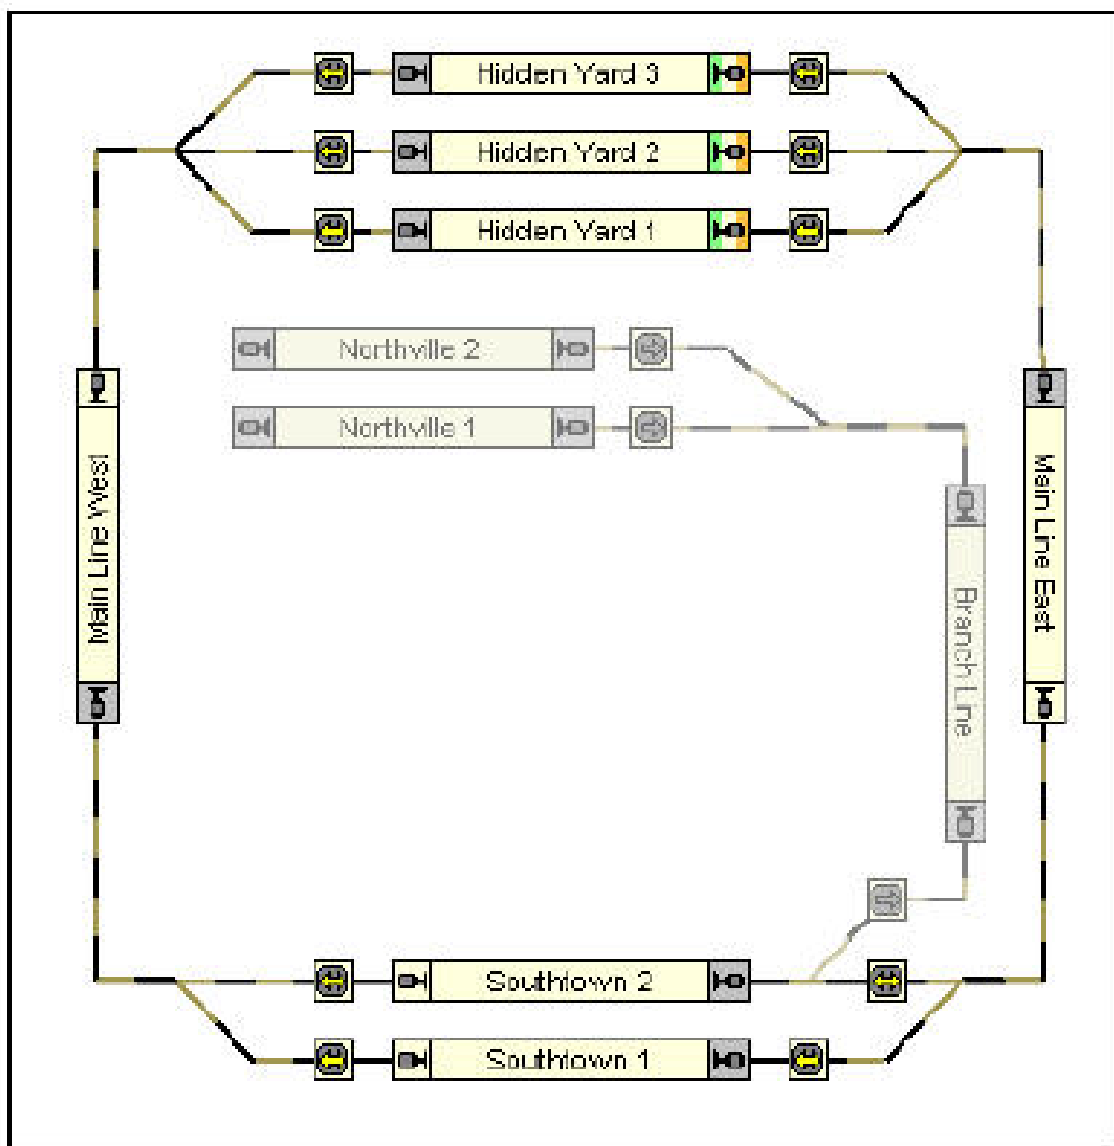 Hidden Yard 3
Hidden Yard 2
Hidden Yard 1
Northville 2
Northville 1
Main Line West
Main Line East
Branch Line
Southtown 2
Southtown 1